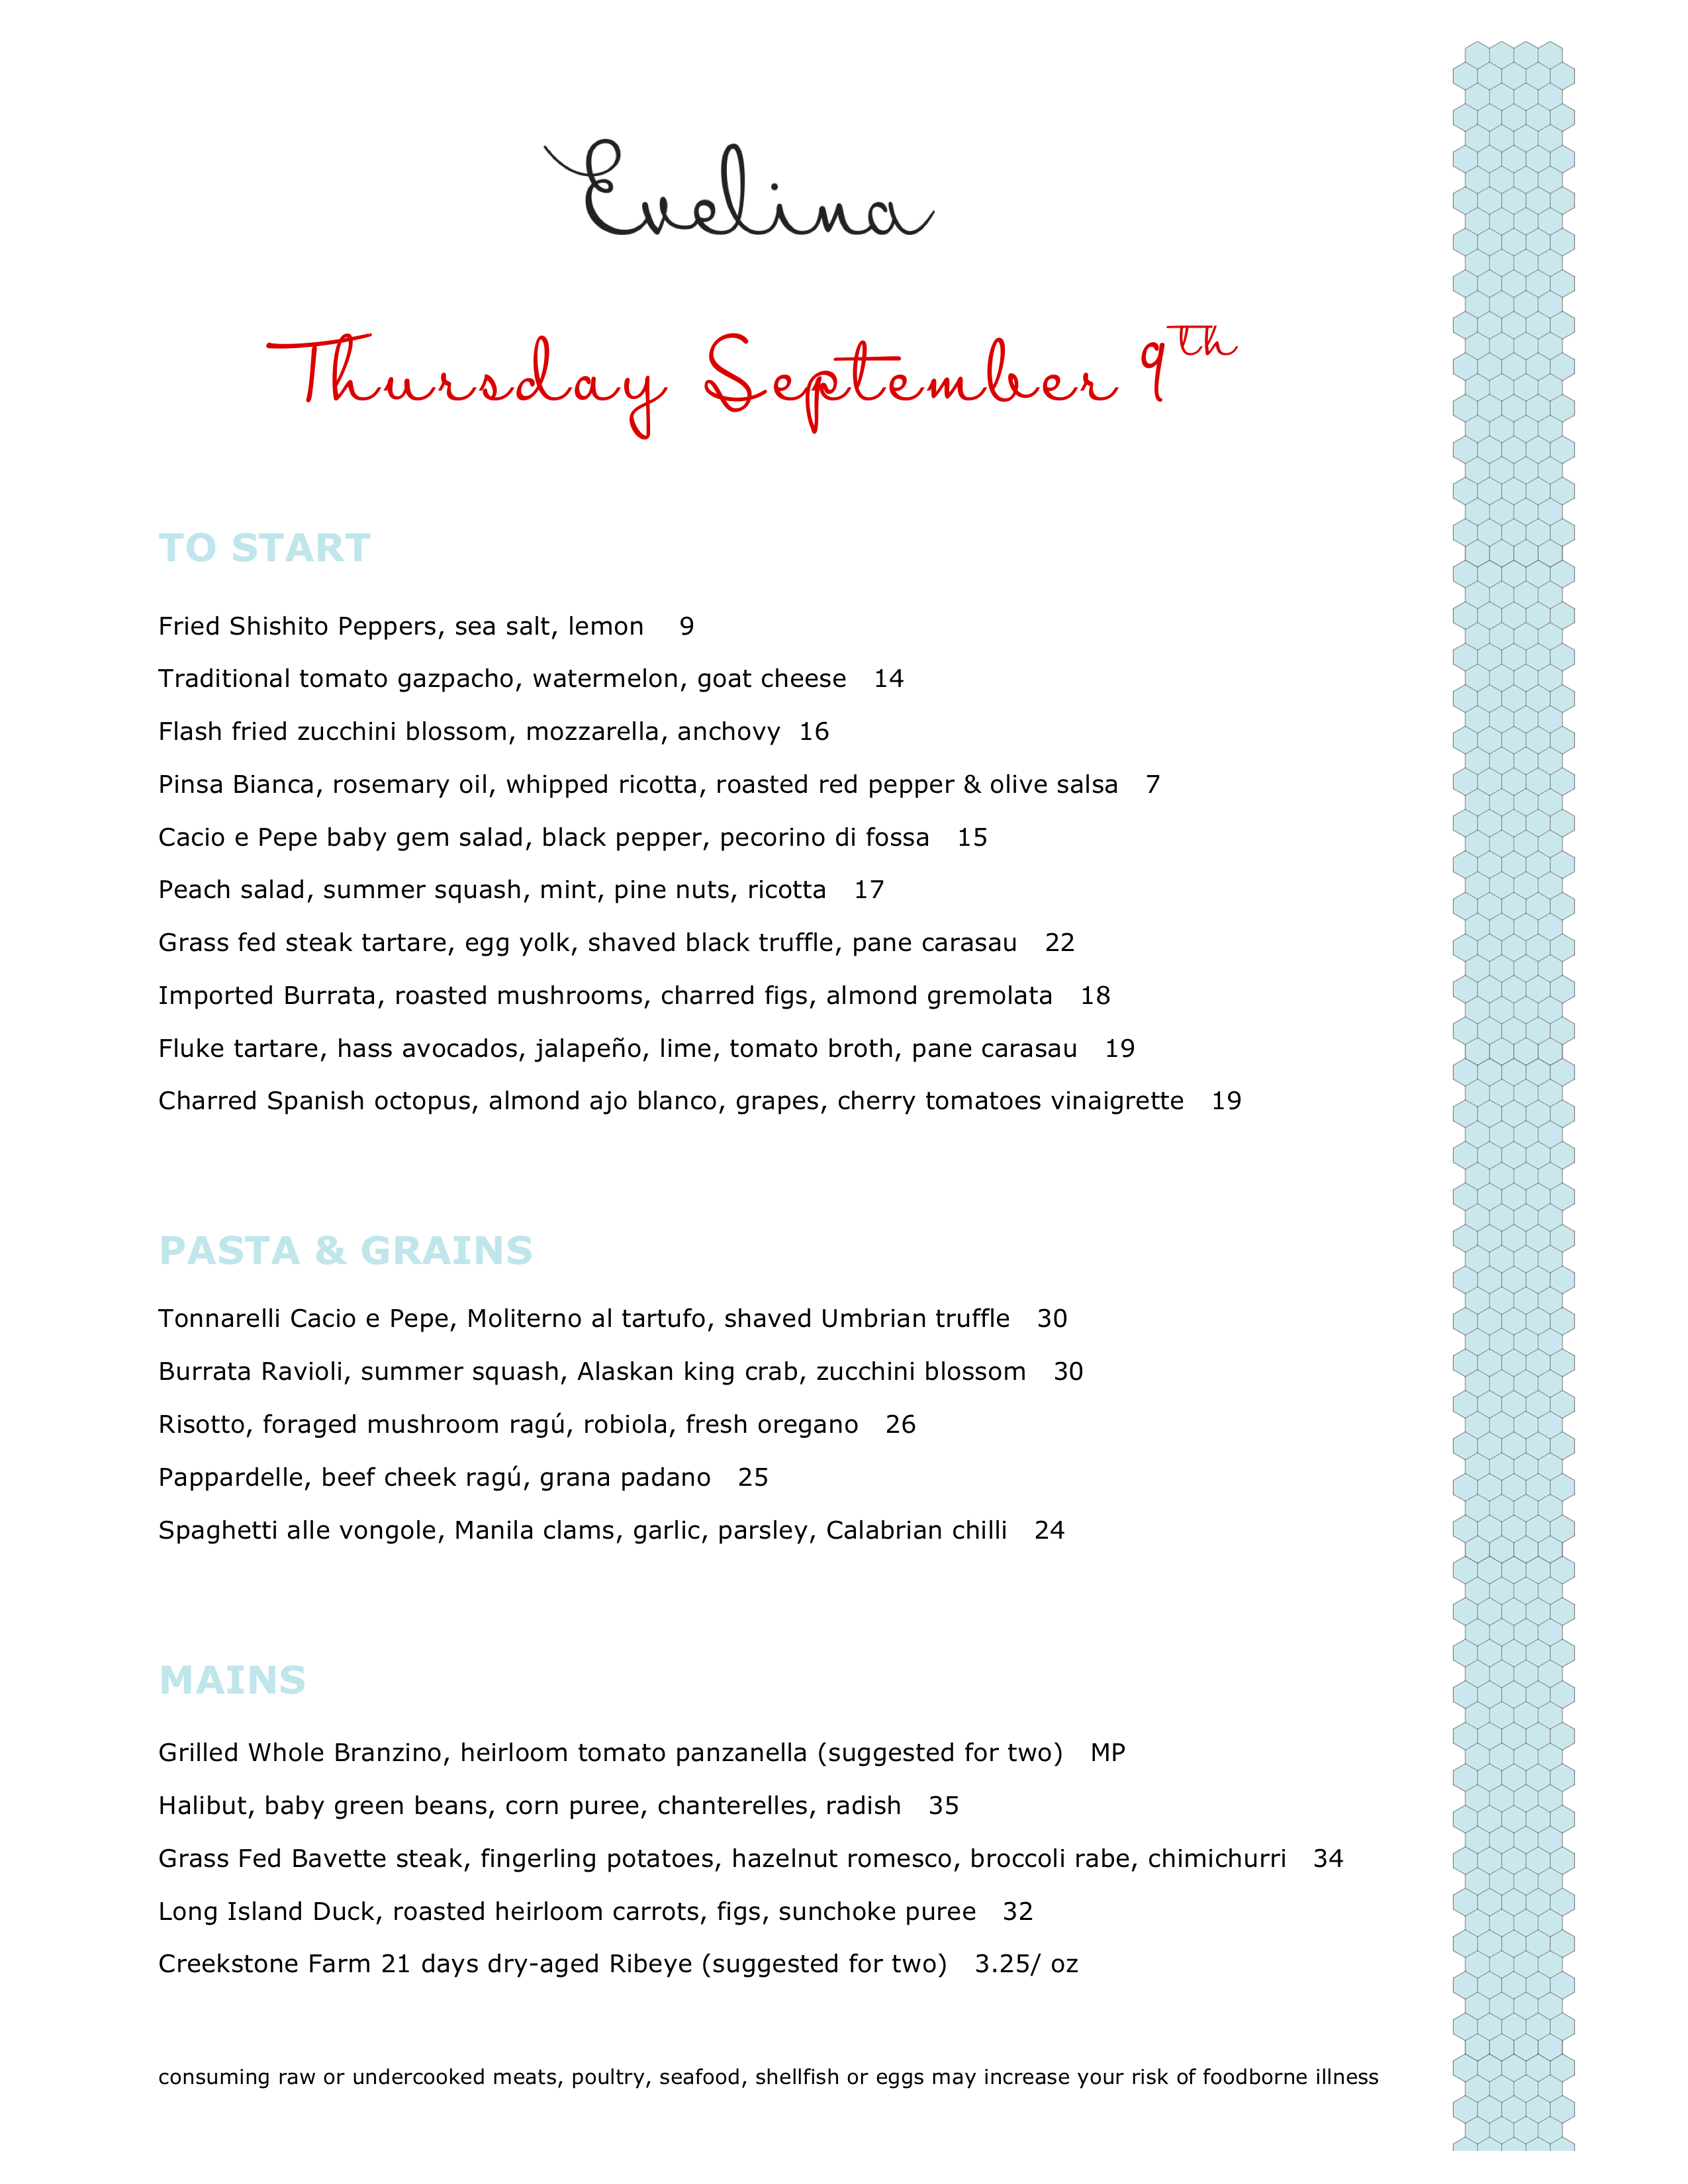 Evelina
Thursday September 9th
TO START
Fried Shishito Peppers, sea salt, lemon 9
Traditional tomato gazpacho, watermelon, goat cheese 14
Flash fried zucchini blossom, mozzarella, anchovy 16
Pinsa Bianca, rosemary oil, whipped ricotta, roasted red pepper & olive salsa 7
Cacio e Pepe baby gem salad, black pepper, pecorino di fossa 15
Peach salad, summer squash, mint, pine nuts, ricotta 17
Grass fed steak tartare, egg yolk, shaved black truffle, pane carasau 22
Imported Burrata, roasted mushrooms, charred figs, almond gremolata 18
Fluke tartare, hass avocados, jalapeño, lime, tomato broth, pane carasau 19
Charred Spanish octopus, almond ajo blanco, grapes, cherry tomatoes vinaigrette 19
PASTA & GRAINS
Tonnarelli Cacio e Pepe, Moliterno al tartufo, shaved Umbrian truffle 30
Burrata Ravioli, summer squash, Alaskan king crab, zucchini blossom 30
Risotto, foraged mushroom ragú, robiola, fresh oregano 26
Pappardelle, beef cheek ragú, grana padano 25
Spaghetti alle vongole, Manila clams, garlic, parsley, Calabrian chilli 24
MAINS
Grilled Whole Branzino, heirloom tomato panzanella (suggested for two) MP
Halibut, baby green beans, corn puree, chanterelles, radish 35
Grass Fed Bavette steak, fingerling potatoes, hazelnut romesco, broccoli rabe, chimichurri 34
Long Island Duck, roasted heirloom carrots, figs, sunchoke puree 32
Creekstone Farm 21 days dry-aged Ribeye (suggested for two) 3.25/ oz
consuming raw or undercooked meats, poultry, seafood, shellfish or eggs may increase your risk of foodborne illness